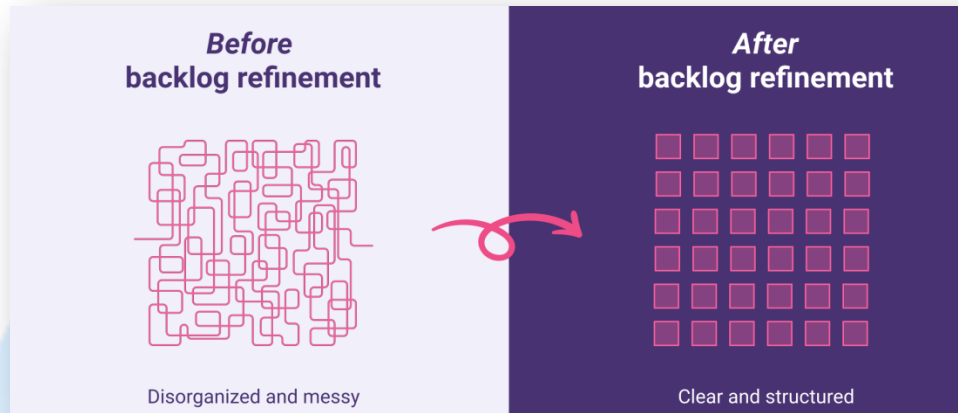 Before
backlog refinement
Disorganized and messy
After
backlog refinement
Clear and structured